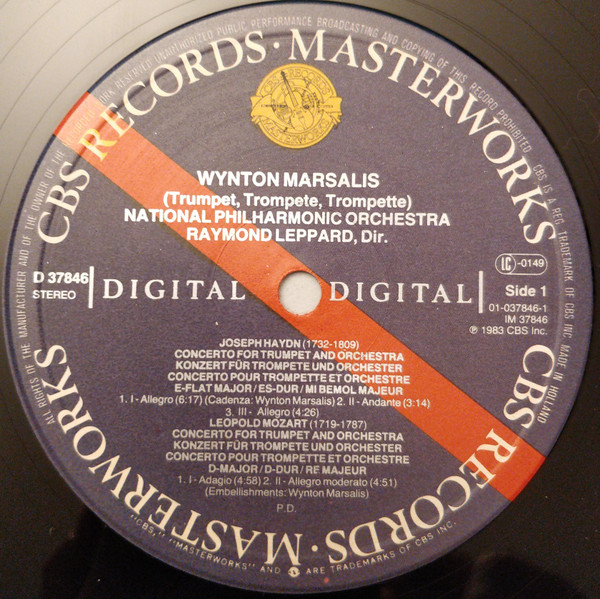 CBS RECORDS · MASTERWORKS
CBS RECORDS · MASTERWORKS
WYNTON MARSALIS
(Trumpet, Trompete, Trompette)
NATIONAL PHILHARMONIC ORCHESTRA
RAYMOND LEPPARD, Dir.
D 37846
STEREO
DIGITAL
DIGITAL
LC -0149
Side 1
01-037846-1
IM 37846
℗ 1983 CBS Inc.
JOSEPH HAYDN (1732-1809)
CONCERTO FOR TRUMPET AND ORCHESTRA
KONZERT FÜR TROMPETE UND ORCHESTER
CONCERTO POUR TROMPETTE ET ORCHESTRE
E-FLAT MAJOR / ES-DUR / MI BEMOL MAJEUR
1. I - Allegro (6:17) (Cadenza: Wynton Marsalis) 2. II - Andante (3:14)
3. III - Allegro (4:26)
LEOPOLD MOZART (1719-1787)
CONCERTO FOR TRUMPET AND ORCHESTRA
KONZERT FÜR TROMPETE UND ORCHESTER
CONCERTO POUR TROMPETTE ET ORCHESTRE
D-MAJOR / D-DUR / RE MAJEUR
1. I - Adagio (4:58) 2. II - Allegro moderato (4:51)
(Embellishments: Wynton Marsalis)
P.D.
ALL RIGHTS OF THE MANUFACTURER AND OF THE OWNER OF THE WORK RESERVED UNAUTHORIZED PUBLIC PERFORMANCE BROADCASTING AND COPYING OF THIS RECORD PROHIBITED CBS IS A REG. TRADEMARK OF CBS INC. MADE IN HOLLAND
"CBS," "MASTERWORKS" AND ARE TRADEMARKS OF CBS INC.
MASTERWORKS